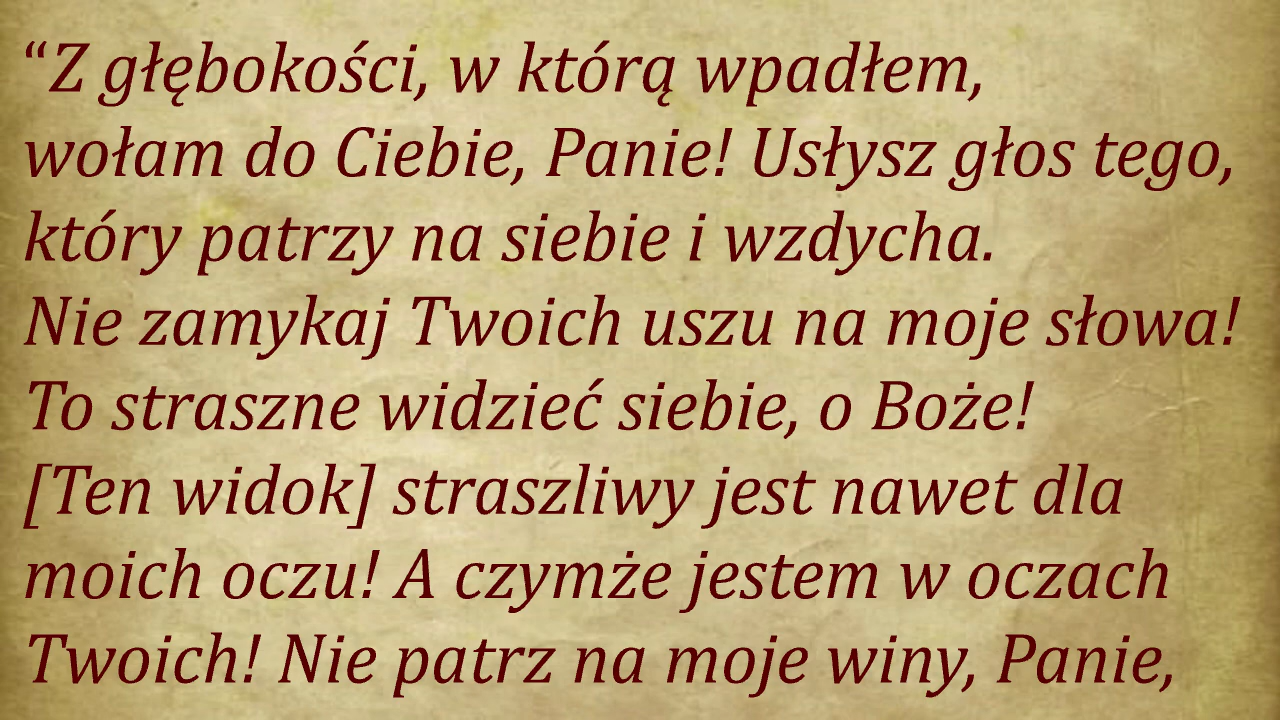 “Z głębokości, w którą wpadłem,
wołam do Ciebie, Panie! Usłysz głos tego,
który patrzy na siebie i wzdycha.
Nie zamykaj Twoich uszu na moje słowa!
To straszne widzieć siebie, o Boże!
[Ten widok] straszliwy jest nawet dla
moich oczu! A czymże jestem w oczach
Twoich! Nie patrz na moje winy, Panie,